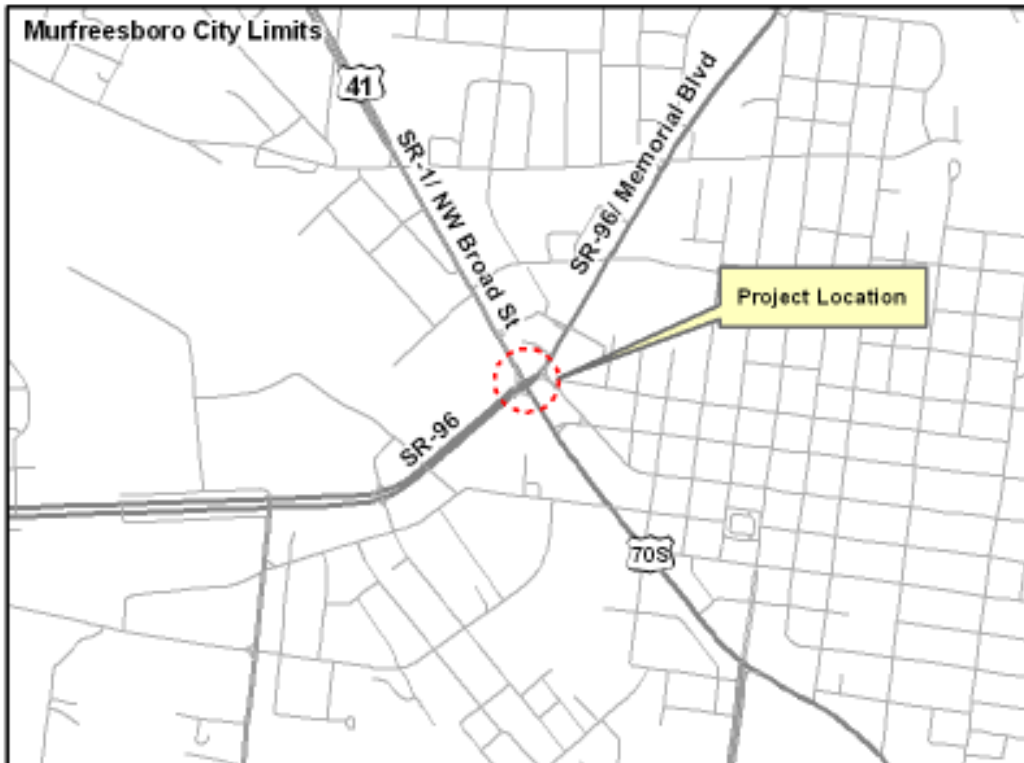 Murfreesboro City Limits
41
SR-1/ NW Broad St
SR-96/ Memorial Blvd
Project Location
SR-96
70S